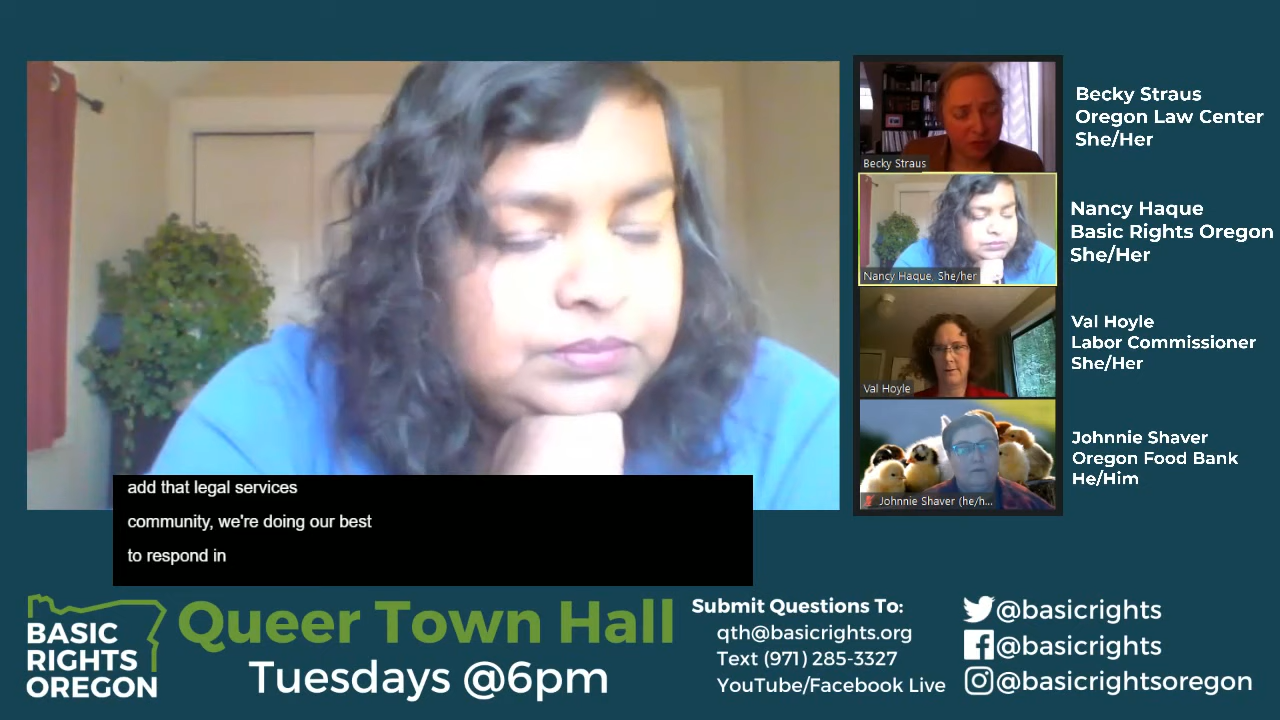 Becky Straus
Oregon Law Center
She/Her
Becky Straus
Nancy Haque
Basic Rights Oregon
She/Her
Nancy Haque, She/her
Val Hoyle
Labor Commissioner
She/Her
Val Hoyle
Johnnie Shaver
Oregon Food Bank
He/Him
Johnnie Shaver (he/h...
add that legal services
community, we're doing our best
to respond in
BASIC
RIGHTS
OREGON
Queer Town Hall
Tuesdays @6pm
Submit Questions To:
qth@basicrights.org
Text (971) 285-3327
YouTube/Facebook Live
@basicrights
@basicrights
@basicrightsoregon